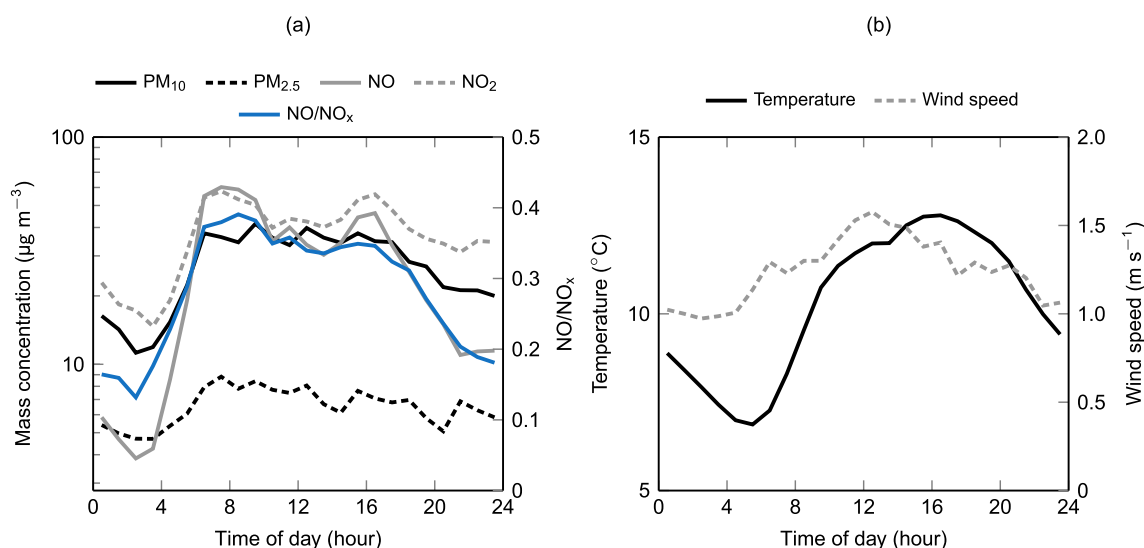 (a)
PM₁₀ PM₂.₅ NO NO₂
NO/NOₓ
100
10
Mass concentration (µg m⁻³)
0.5
0.4
0.3
0.2
0.1
0
NO/NOₓ
0 4 8 12 16 20 24
Time of day (hour)
(b)
Temperature Wind speed
15
10
5
Temperature (°C)
2.0
1.5
1.0
0.5
0
Wind speed (m s⁻¹)
0 4 8 12 16 20 24
Time of day (hour)